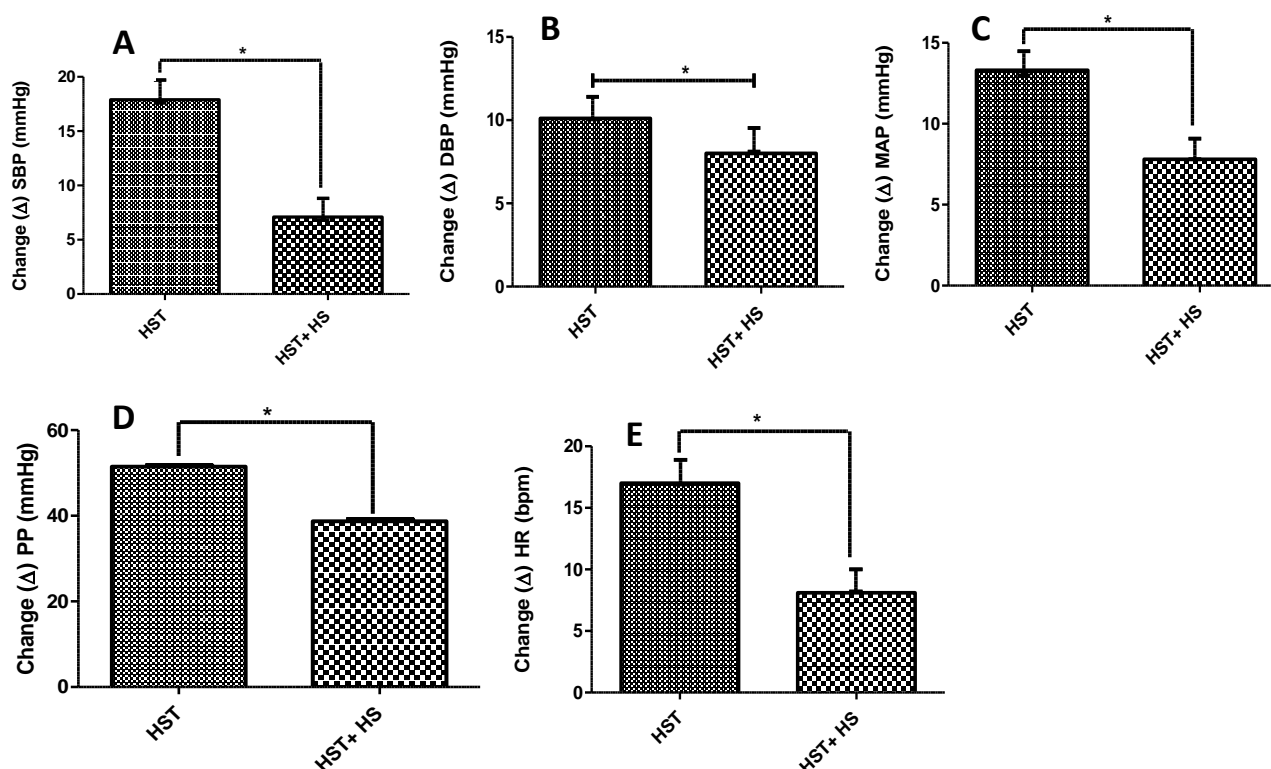 A
*
Change (Δ) SBP (mmHg)
20
15
10
5
0
HST
HST+ HS
B
*
Change (Δ) DBP (mmHg)
15
10
5
0
HST
HST+ HS
C
*
Change (Δ) MAP (mmHg)
15
10
5
0
HST
HST+ HS
D
*
Change (Δ) PP (mmHg)
60
40
20
0
HST
HST+ HS
E
*
Change (Δ) HR (bpm)
20
15
10
5
0
HST
HST+ HS